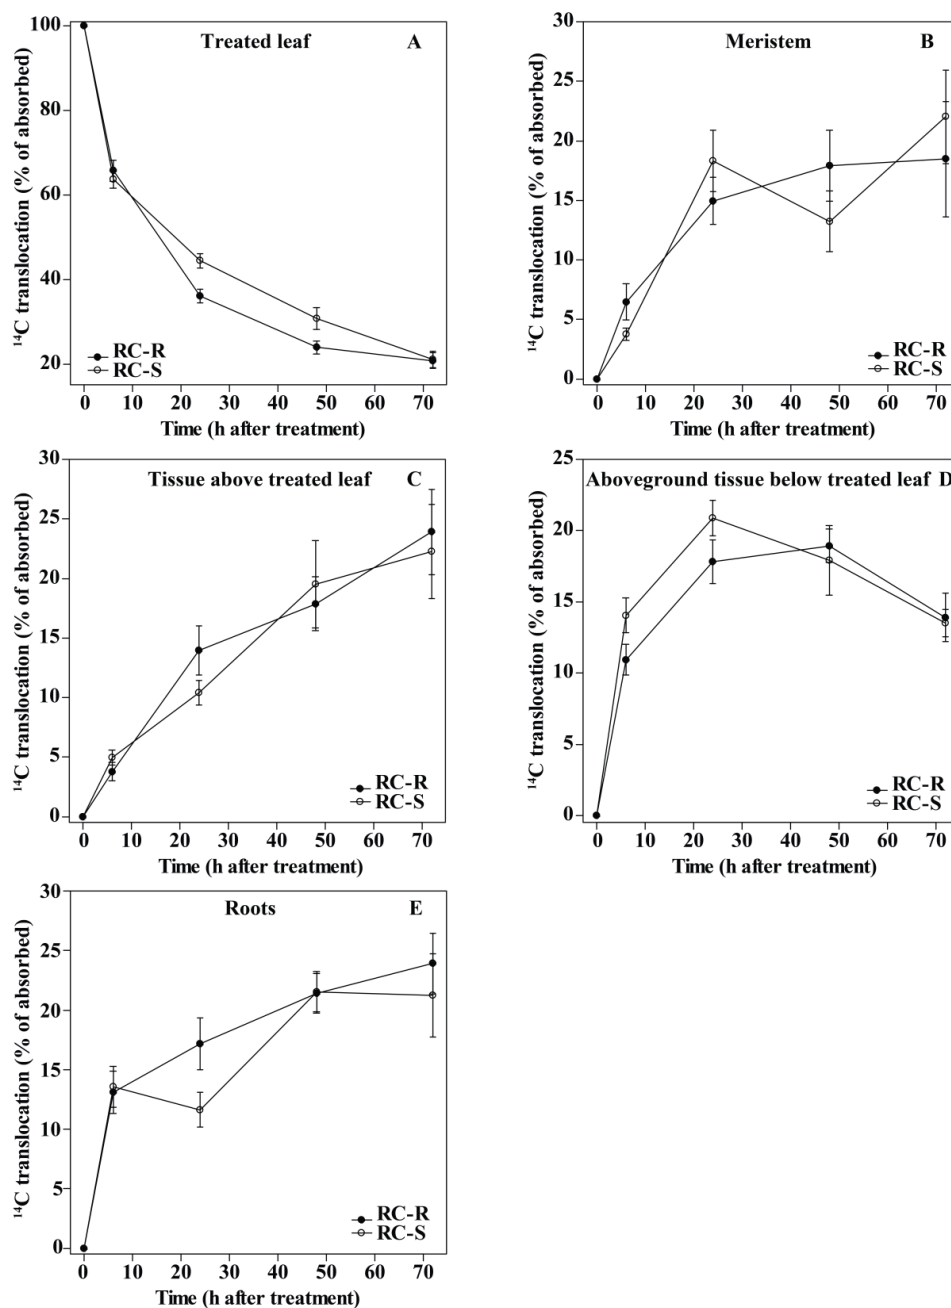 Treated leaf A
¹⁴C translocation (% of absorbed)
100
80
60
40
20
RC-R
RC-S
0 10 20 30 40 50 60 70
Time (h after treatment)
Meristem B
¹⁴C translocation (% of absorbed)
30
25
20
15
10
5
0
RC-R
RC-S
0 10 20 30 40 50 60 70
Time (h after treatment)
Tissue above treated leaf C
¹⁴C translocation (% of absorbed)
30
25
20
15
10
5
0
RC-R
RC-S
0 10 20 30 40 50 60 70
Time (h after treatment)
Aboveground tissue below treated leaf D
¹⁴C translocation (% of absorbed)
25
20
15
10
5
0
RC-R
RC-S
0 10 20 30 40 50 60 70
Time (h after treatment)
Roots E
¹⁴C translocation (% of absorbed)
30
25
20
15
10
5
0
RC-R
RC-S
0 10 20 30 40 50 60 70
Time (h after treatment)